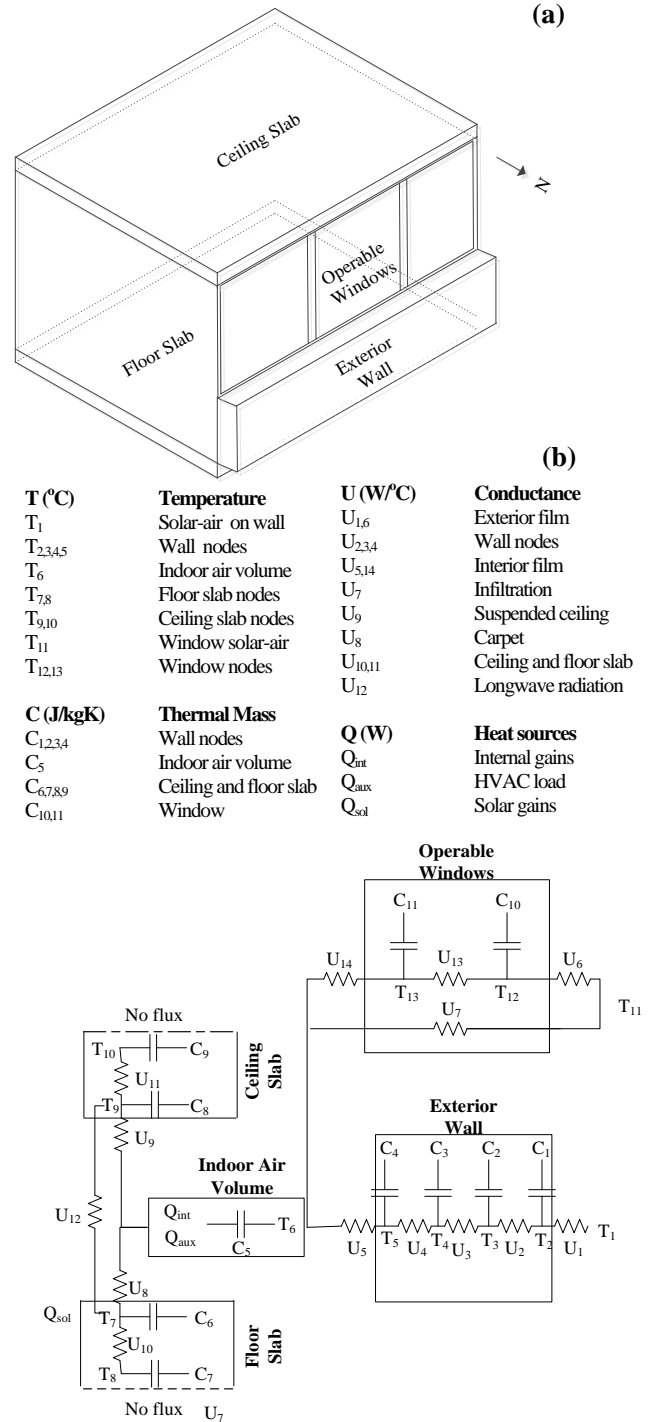 (a)
Ceiling Slab
N
Operable
Windows
Floor Slab
Exterior
Wall
(b)
T (°C) Temperature
T1 Solar-air on wall
T2,3,4,5 Wall nodes
T6 Indoor air volume
T7,8 Floor slab nodes
T9,10 Ceiling slab nodes
T11 Window solar-air
T12,13 Window nodes
C (J/kgK) Thermal Mass
C1,2,3,4 Wall nodes
C5 Indoor air volume
C6,7,8,9 Ceiling and floor slab
C10,11 Window
U (W/°C) Conductance
U1,6 Exterior film
U2,3,4 Wall nodes
U5,14 Interior film
U7 Infiltration
U9 Suspended ceiling
U8 Carpet
U10,11 Ceiling and floor slab
U12 Longwave radiation
Q (W) Heat sources
Qint Internal gains
Qaux HVAC load
Qsol Solar gains
Operable
Windows
C11 C10
U14 U13 U6
T13 T12 T11
U7
No flux
T10 C9
U11
T9 C8
Ceiling
Slab
U9
U12
Indoor Air
Volume
Qint
Qaux
C5
T6
Exterior
Wall
C4 C3 C2 C1
U5 T5 U4 T4 U3 T3 U2 T2 U1 T1
U8
Qsol
T7 C6
U10
T8 C7
Floor
Slab
No flux U7